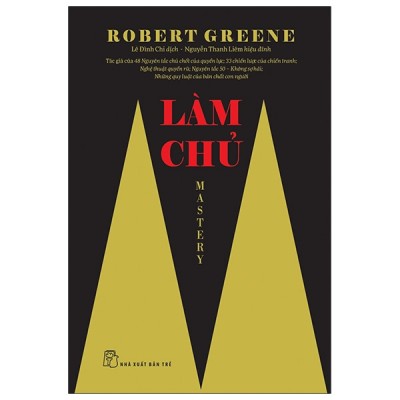 ROBERT GREENE
Lê Đình Chi dịch - Nguyễn Thanh Liêm hiệu đính
Tác giả của 48 Nguyên tắc chủ chốt của quyền lực; 33 chiến lược của chiến tranh;
Nghệ thuật quyến rũ; Nguyên tắc 50 – Không sợ hãi;
Những quy luật của bản chất con người
LÀM
CHỦ
MASTERY
NHÀ XUẤT BẢN TRẺ